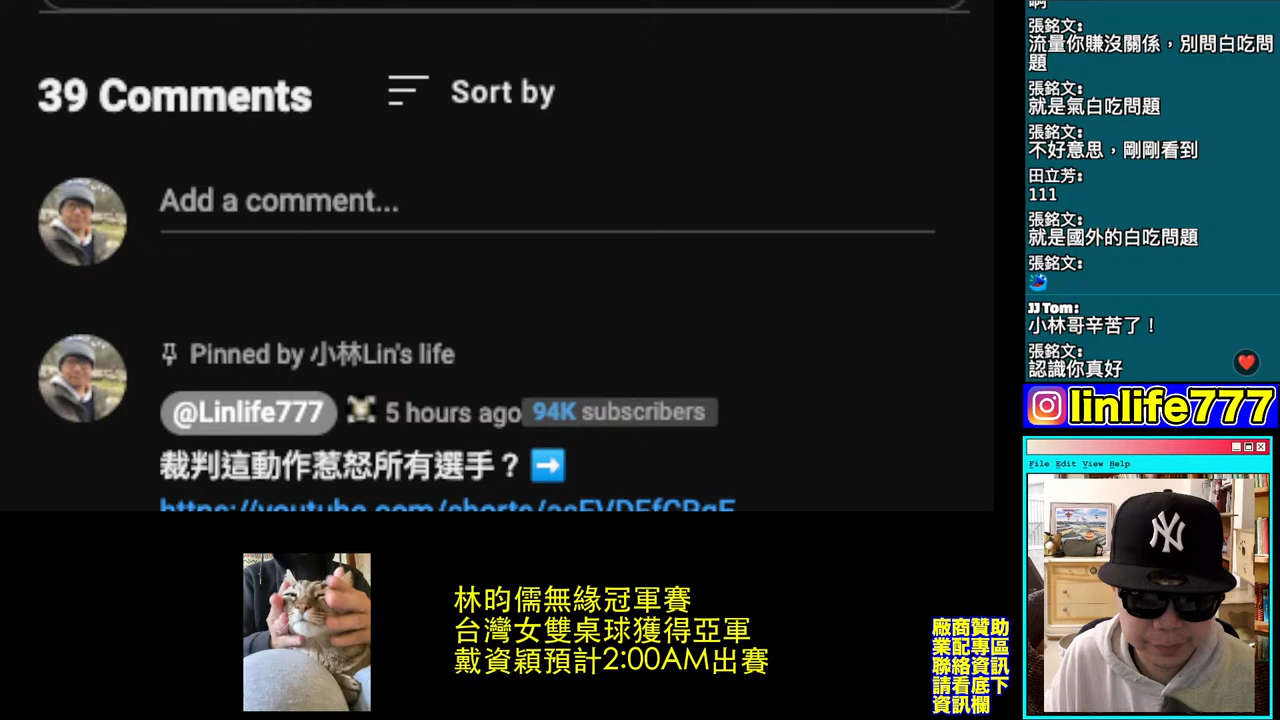 39 Comments
Sort by
Add a comment...
Pinned by 小林Lin's life
@Linlife777
5 hours ago
94K subscribers
裁判這動作惹怒所有選手？
張銘文:
流量你賺沒關係，別問白吃問
題
張銘文:
就是氣白吃問題
張銘文:
不好意思，剛剛看到
田立芳:
111
張銘文:
就是國外的白吃問題
張銘文:
JJ Tom:
小林哥辛苦了！
張銘文:
認識你真好
linlife777
File Edit View Help
NY
林昀儒無緣冠軍賽
台灣女雙桌球獲得亞軍
戴資穎預計2:00AM出賽
廠商贊助
業配專區
聯絡資訊
請看底下
資訊欄